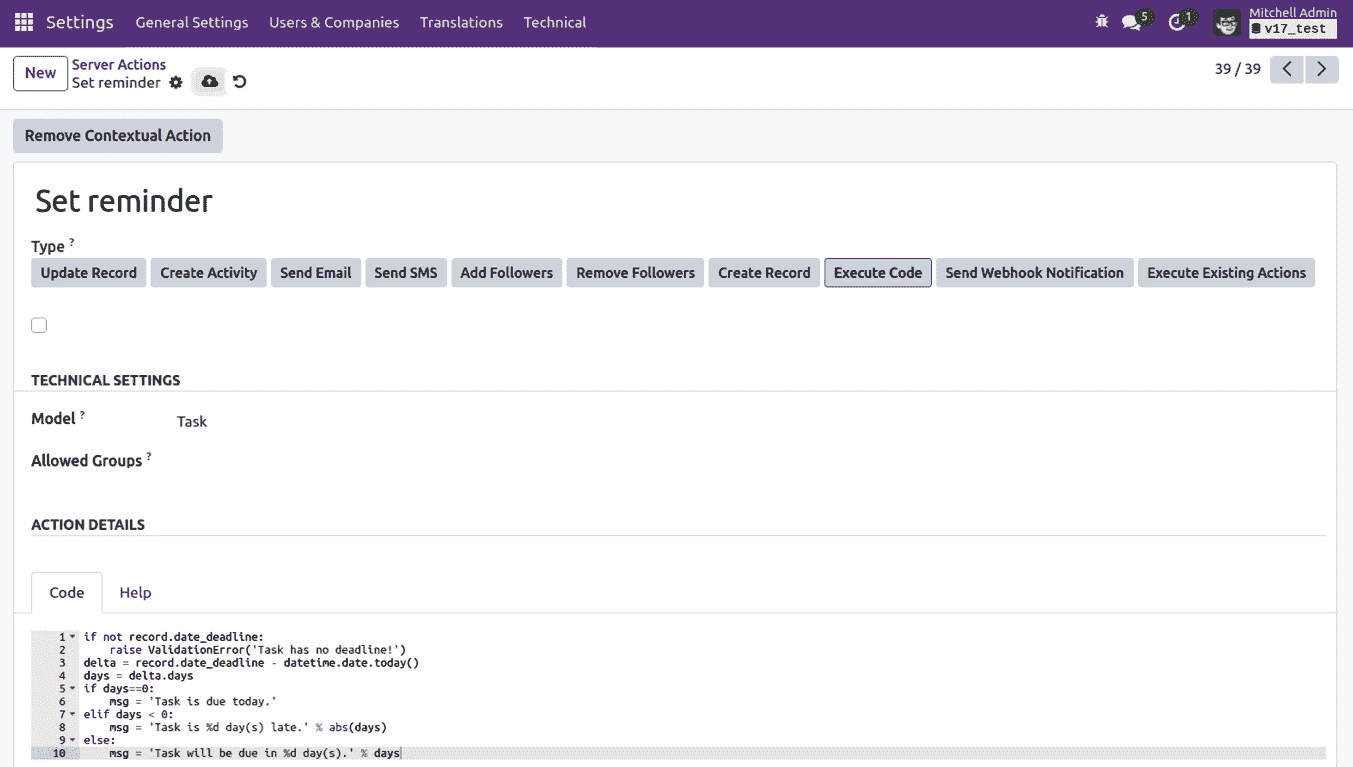 Settings General Settings Users & Companies Translations Technical 5 1 Mitchell Admin
v17_test
New Server Actions
Set reminder 39 / 39
Remove Contextual Action
Set reminder
Type ?
Update Record Create Activity Send Email Send SMS Add Followers Remove Followers Create Record Execute Code Send Webhook Notification Execute Existing Actions
TECHNICAL SETTINGS
Model ? Task
Allowed Groups ?
ACTION DETAILS
Code Help
1 if not record.date_deadline:
2     raise ValidationError('Task has no deadline!')
3 delta = record.date_deadline - datetime.date.today()
4 days = delta.days
5 if days==0:
6     msg = 'Task is due today.'
7 elif days < 0:
8     msg = 'Task is %d day(s) late.' % abs(days)
9 else:
10     msg = 'Task will be due in %d day(s).' % days